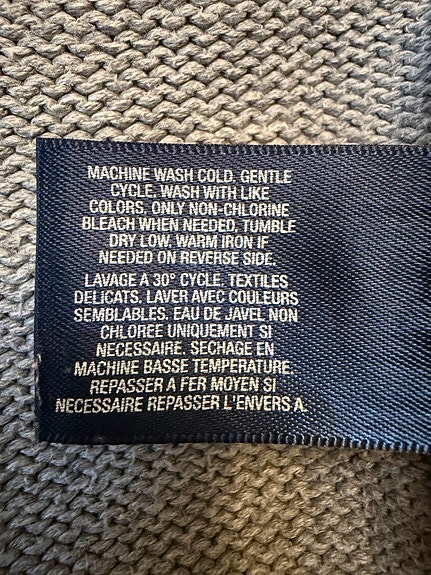 MACHINE WASH COLD. GENTLE
CYCLE. WASH WITH LIKE
COLORS. ONLY NON-CHLORINE
BLEACH WHEN NEEDED. TUMBLE
DRY LOW. WARM IRON IF
NEEDED ON REVERSE SIDE.
LAVAGE A 30° CYCLE. TEXTILES
DELICATS. LAVER AVEC COULEURS
SEMBLABLES. EAU DE JAVEL NON
CHLOREE UNIQUEMENT SI
NECESSAIRE. SECHAGE EN
MACHINE BASSE TEMPERATURE.
REPASSER A FER MOYEN SI
NECESSAIRE REPASSER L'ENVERS A.